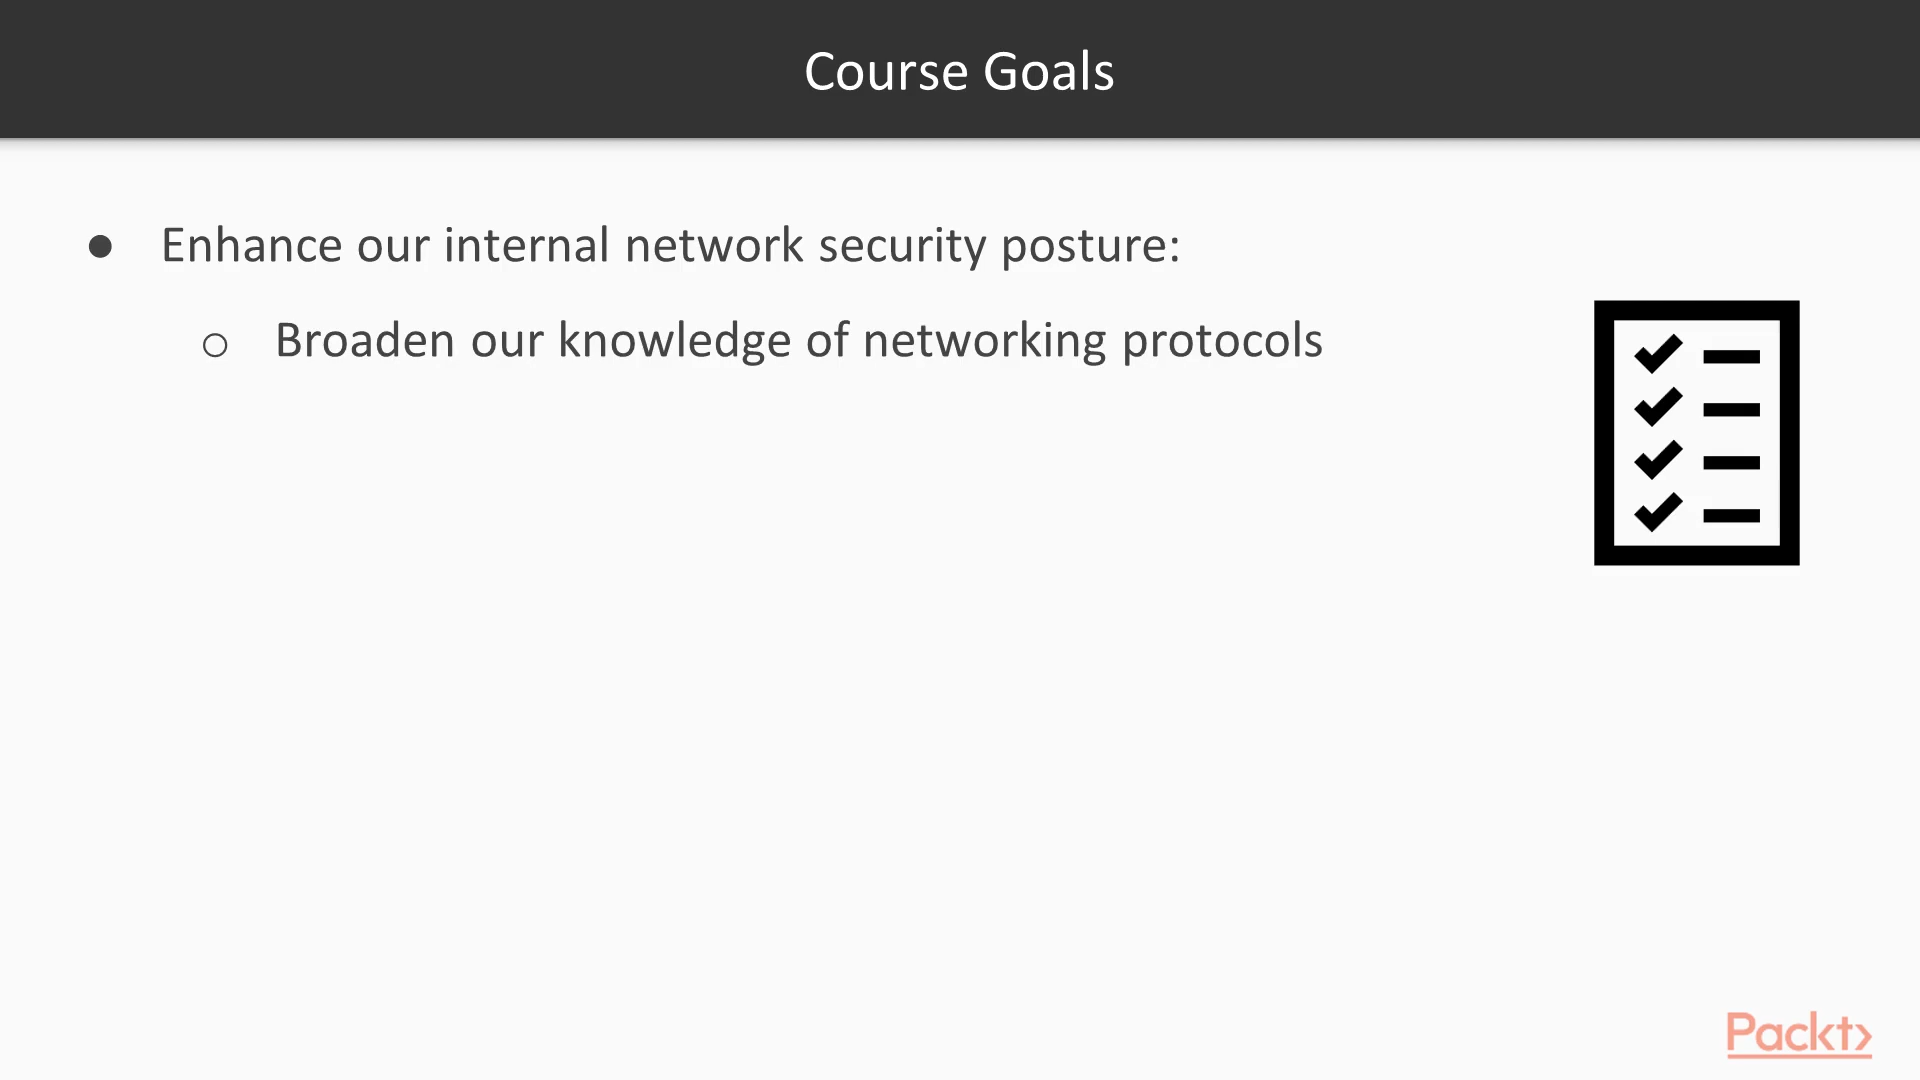 Course Goals
● Enhance our internal network security posture:
○ Broaden our knowledge of networking protocols
Packt>